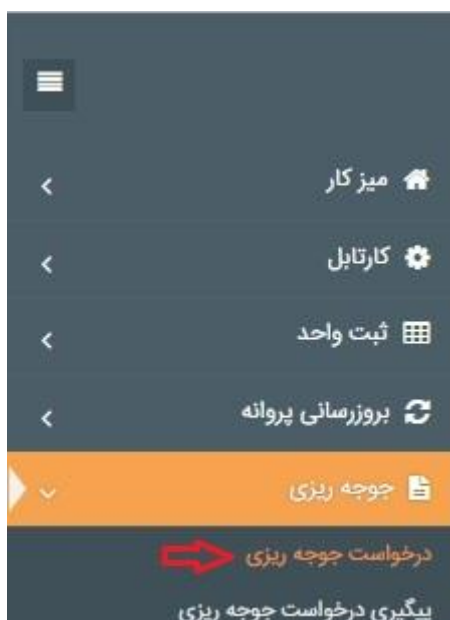 میز کار
کارتابل
ثبت واحد
بروزرسانی پروانه
جوجه ریزی
درخواست جوجه ریزی
پیگیری درخواست جوجه ریزی